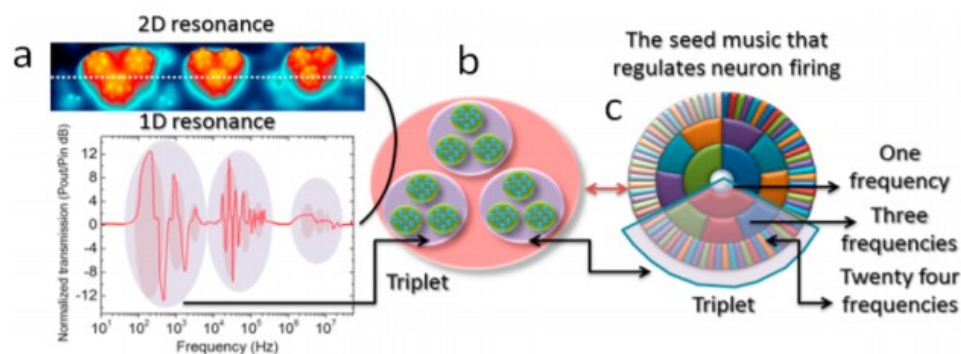 a
2D resonance
1D resonance
Normalized transmission (Pout/Pin dB)
12
8
4
0
-4
-8
-12
10¹ 10² 10³ 10⁴ 10⁵ 10⁶ 10⁷
Frequency (Hz)
b
Triplet
The seed music that
regulates neuron firing
c
One
frequency
Three
frequencies
Twenty four
frequencies
Triplet